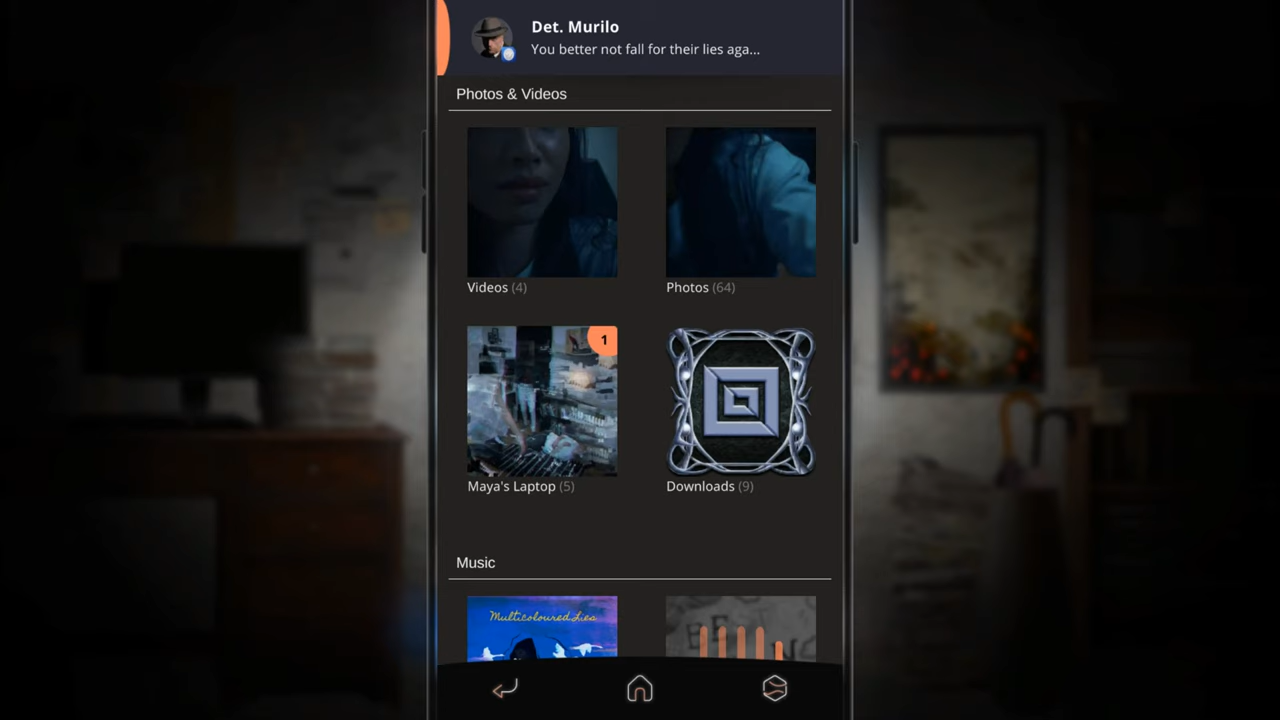 Det. Murilo
You better not fall for their lies aga...
Photos & Videos
Videos (4)
Photos (64)
1
Maya's Laptop (5)
Downloads (9)
Music
Multicoloured Lies